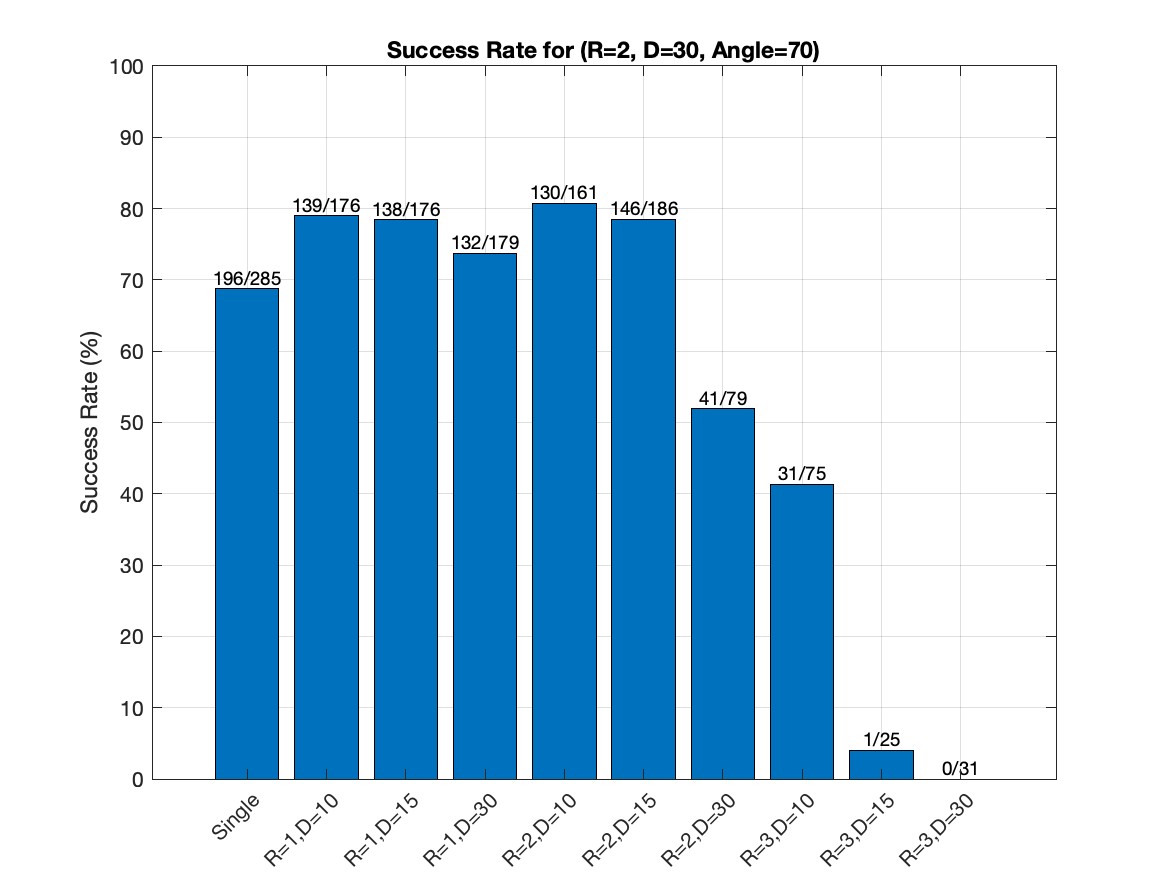 Success Rate for (R=2, D=30, Angle=70)
Success Rate (%)
100
90
80
70
60
50
40
30
20
10
0
196/285
139/176
138/176
132/179
130/161
146/186
41/79
31/75
1/25
0/31
Single
R=1,D=10
R=1,D=15
R=1,D=30
R=2,D=10
R=2,D=15
R=2,D=30
R=3,D=10
R=3,D=15
R=3,D=30